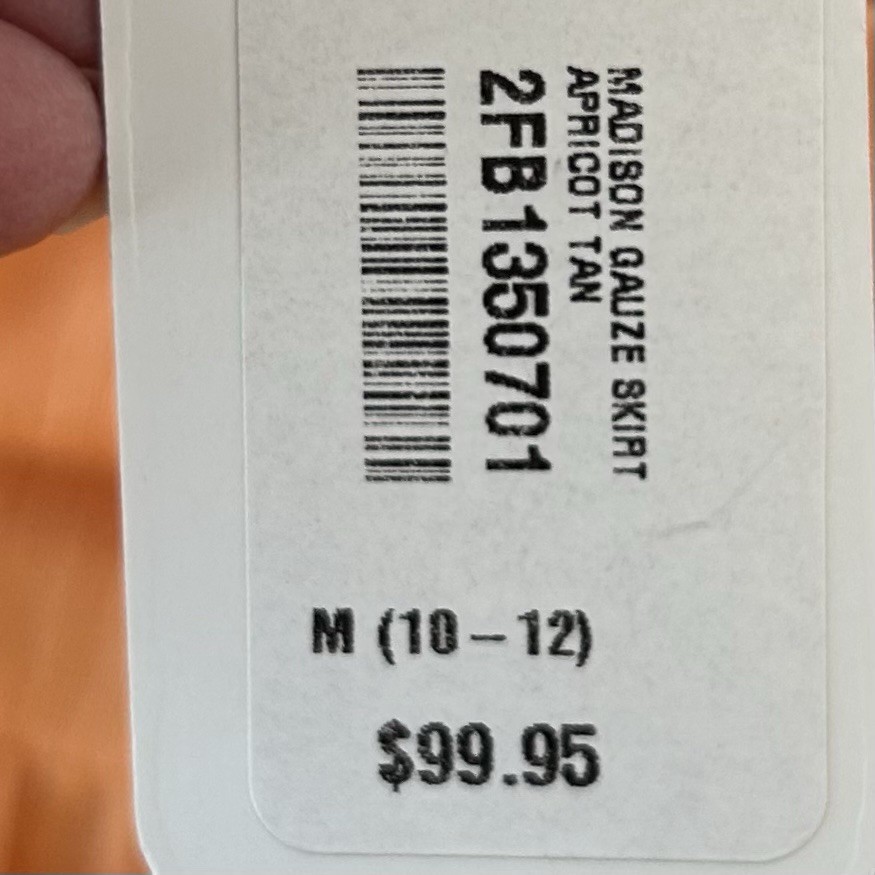 MADISON GAUZE SKIRT
APRICOT TAN
2FB1350701
M (10-12)
$99.95